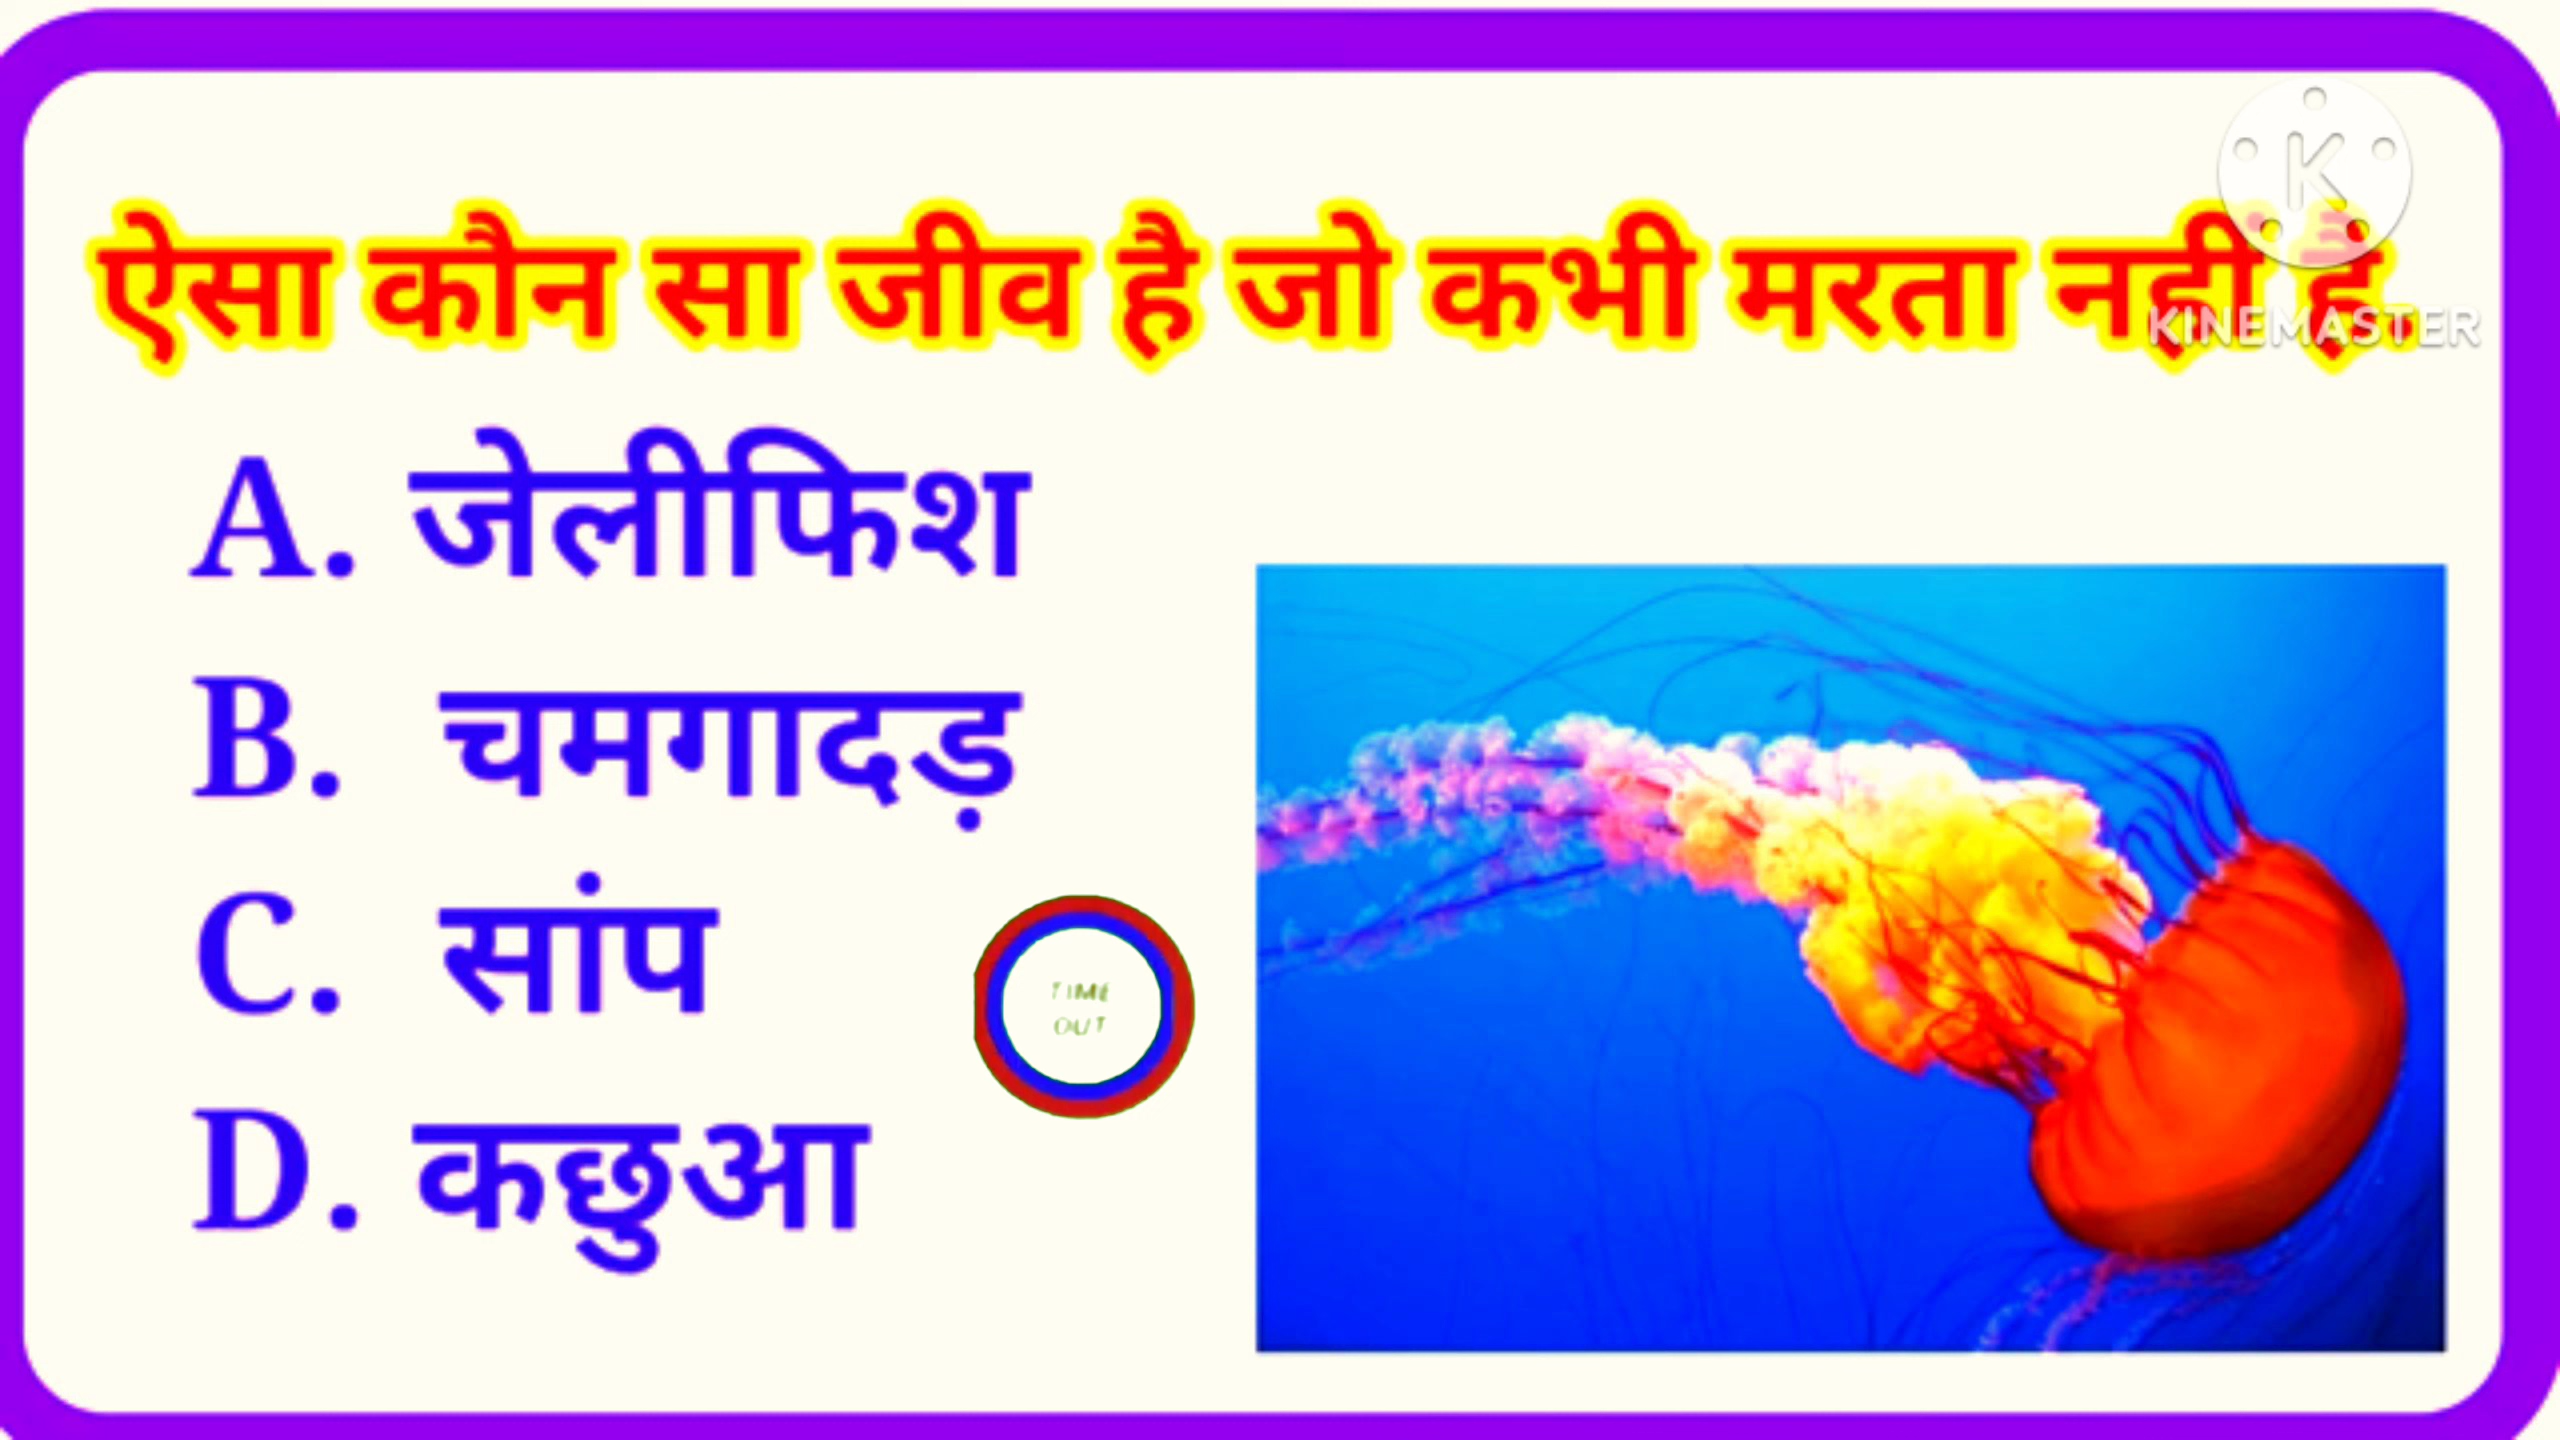 ऐसा कौन सा जीव है जो कभी मरता नहीं है.
K
KINEMASTER
A. जेलीफिश
B. चमगादड़
C. सांप
TIME
OUT
D. कछुआ